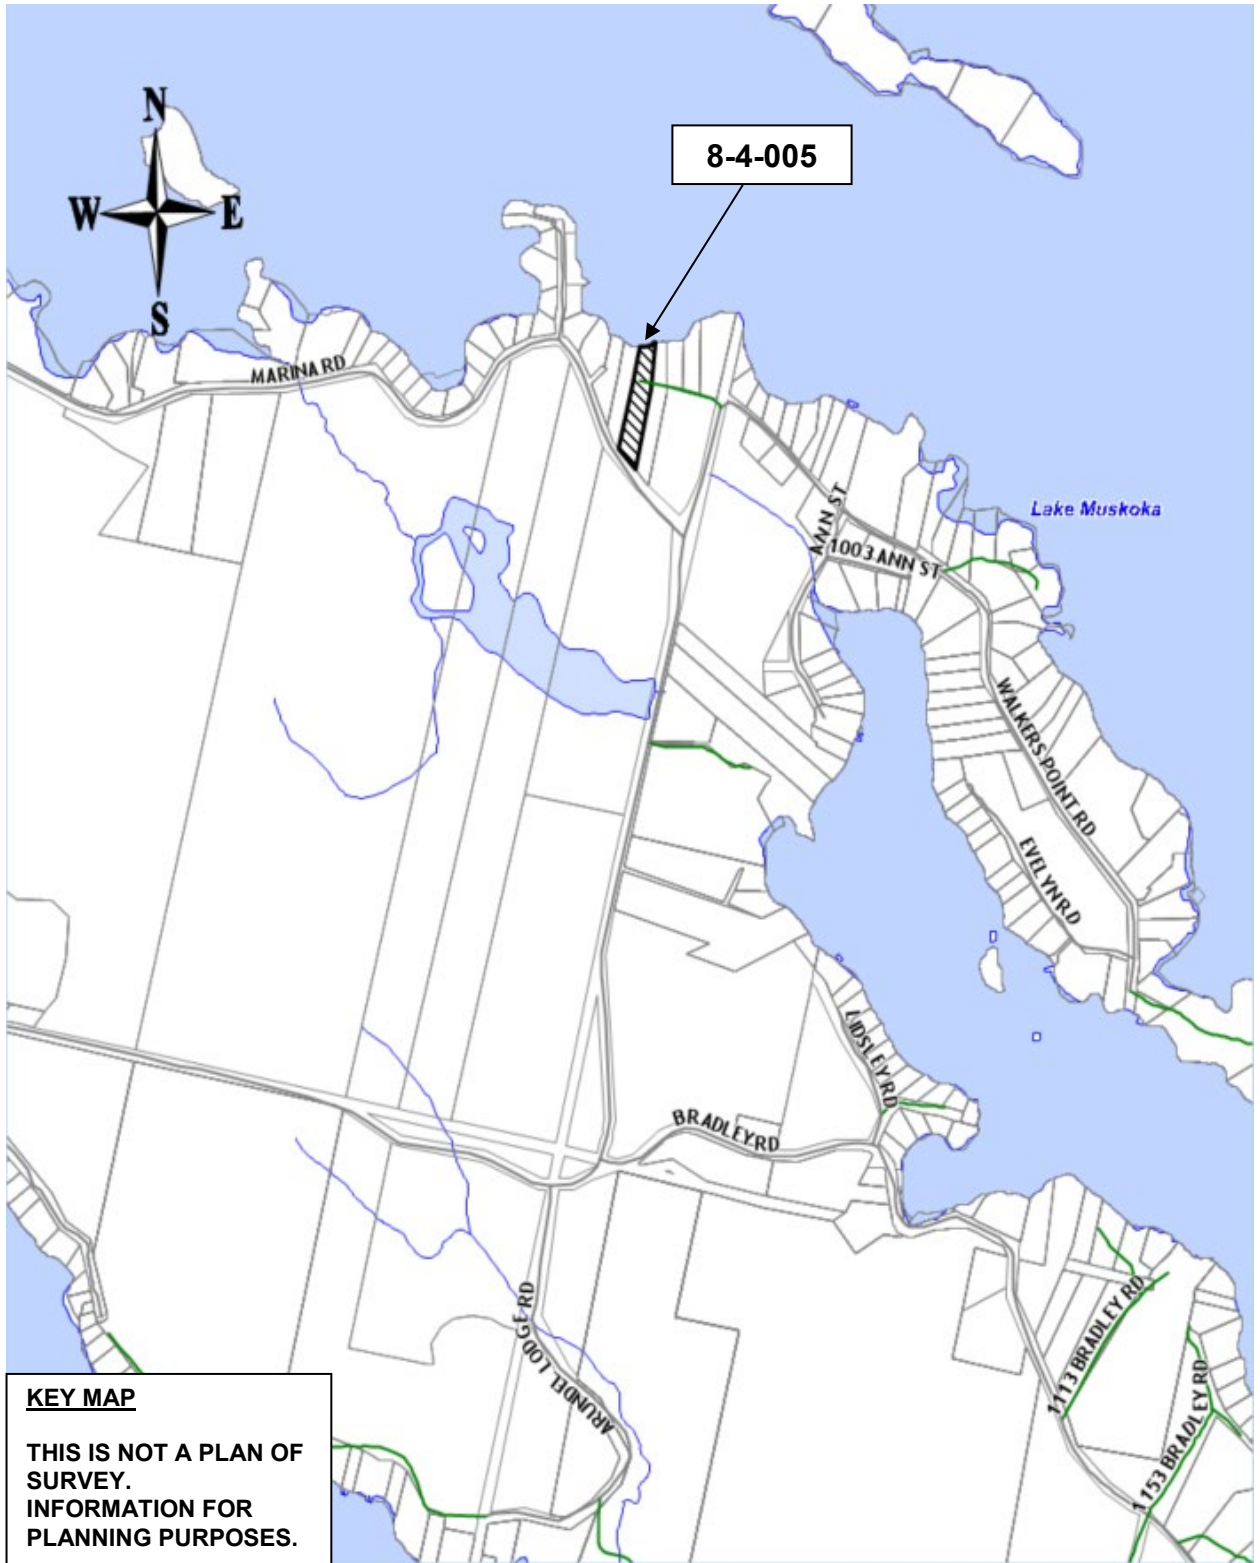 N
8-4-005
W E
S
MARINA RD
Lake Muskoka
ANN ST
1003 ANN ST
WALKERS POINT RD
EVELYN RD
LIDSLEY RD
BRADLEY RD
ARUNDEL LODGE RD
1113 BRADLEY RD
1153 BRADLEY RD
KEY MAP
THIS IS NOT A PLAN OF
SURVEY.
INFORMATION FOR
PLANNING PURPOSES.